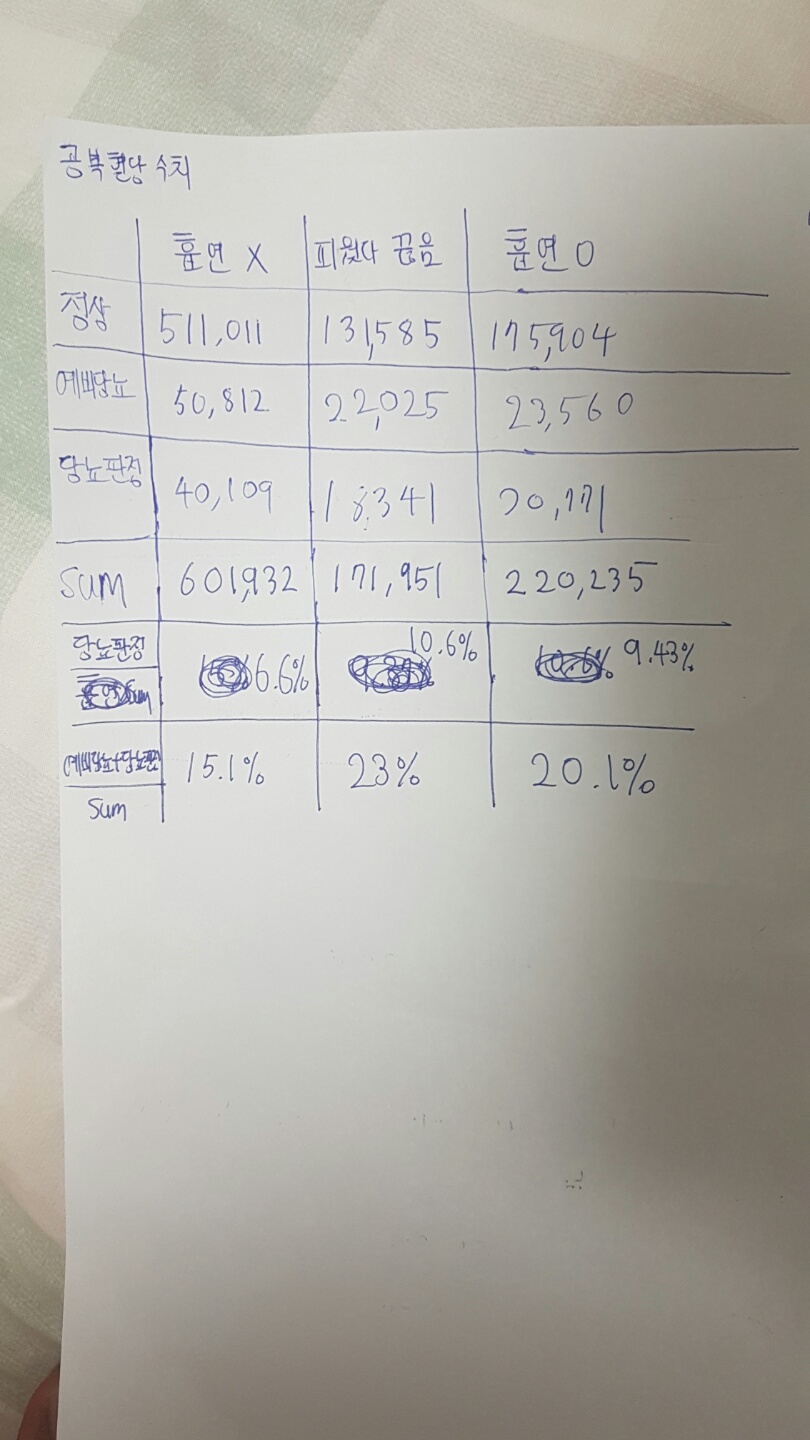 공복혈당 수치
흡연 X 피웠다 끊음 흡연 O
정상 511,011 131,585 175,904
예비당뇨 50,812 22,025 23,560
당뇨판정 40,109 18,341 20,771
Sum 601,932 171,951 220,235
당뇨판정 6.6% 10.6% 9.43%
Sum
예비당뇨+당뇨판정 15.1% 23% 20.1%
Sum